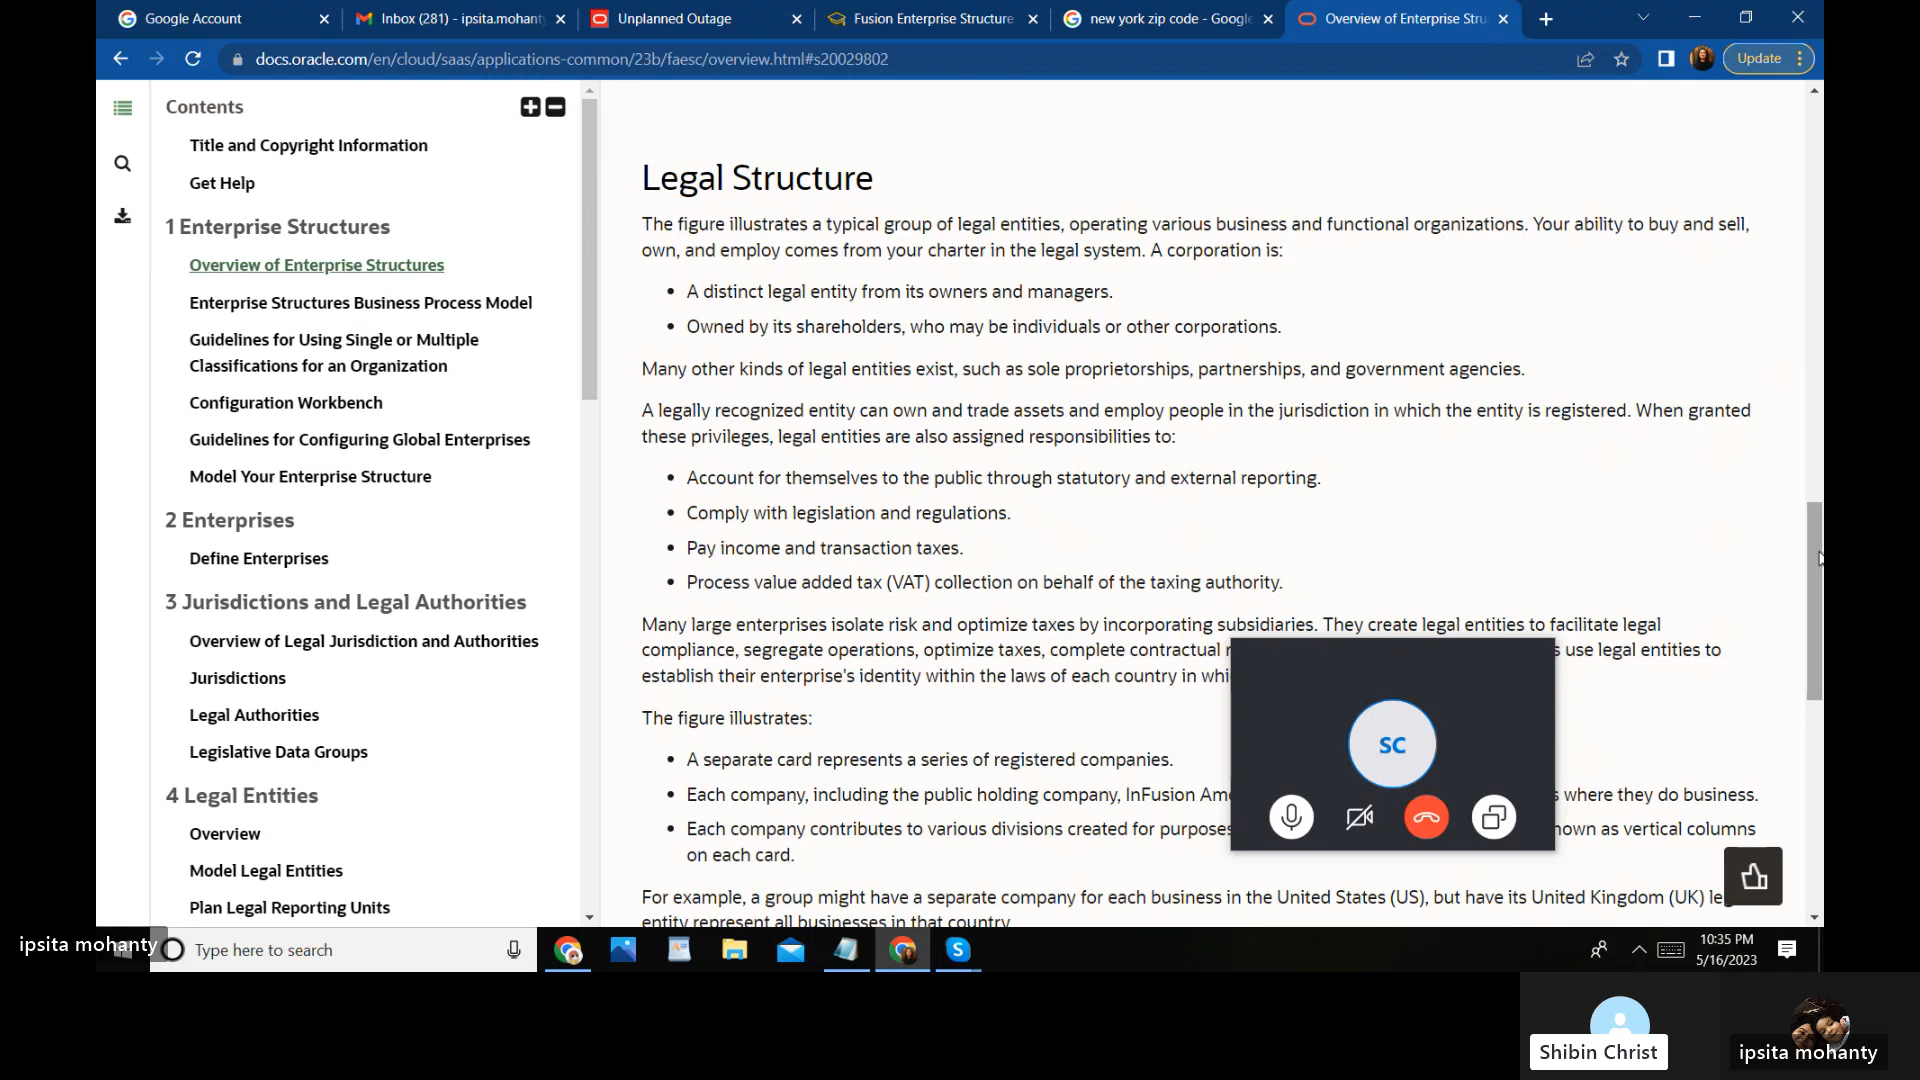 Google Account
Inbox (281) - ipsita.mohanty
Unplanned Outage
Fusion Enterprise Structure
new york zip code - Google
Overview of Enterprise Stru
docs.oracle.com/en/cloud/saas/applications-common/23b/faesc/overview.html#s20029802
Update
Contents
Title and Copyright Information
Get Help
1 Enterprise Structures
Overview of Enterprise Structures
Enterprise Structures Business Process Model
Guidelines for Using Single or Multiple
Classifications for an Organization
Configuration Workbench
Guidelines for Configuring Global Enterprises
Model Your Enterprise Structure
2 Enterprises
Define Enterprises
3 Jurisdictions and Legal Authorities
Overview of Legal Jurisdiction and Authorities
Jurisdictions
Legal Authorities
Legislative Data Groups
4 Legal Entities
Overview
Model Legal Entities
Plan Legal Reporting Units
Legal Structure
The figure illustrates a typical group of legal entities, operating various business and functional organizations. Your ability to buy and sell,
own, and employ comes from your charter in the legal system. A corporation is:
• A distinct legal entity from its owners and managers.
• Owned by its shareholders, who may be individuals or other corporations.
Many other kinds of legal entities exist, such as sole proprietorships, partnerships, and government agencies.
A legally recognized entity can own and trade assets and employ people in the jurisdiction in which the entity is registered. When granted
these privileges, legal entities are also assigned responsibilities to:
• Account for themselves to the public through statutory and external reporting.
• Comply with legislation and regulations.
• Pay income and transaction taxes.
• Process value added tax (VAT) collection on behalf of the taxing authority.
Many large enterprises isolate risk and optimize taxes by incorporating subsidiaries. They create legal entities to facilitate legal
compliance, segregate operations, optimize taxes, complete contractual use legal entities to
establish their enterprise's identity within the laws of each country in
The figure illustrates:
• A separate card represents a series of registered companies.
• Each company, including the public holding company, InFusion where they do business.
• Each company contributes to various divisions created for purposes as vertical columns
on each card.
For example, a group might have a separate company for each business in the United States (US), but have its United Kingdom (UK)
entity represent all businesses in that country
SC
ipsita mohanty
Type here to search
10:35 PM
5/16/2023
Shibin Christ
ipsita mohanty